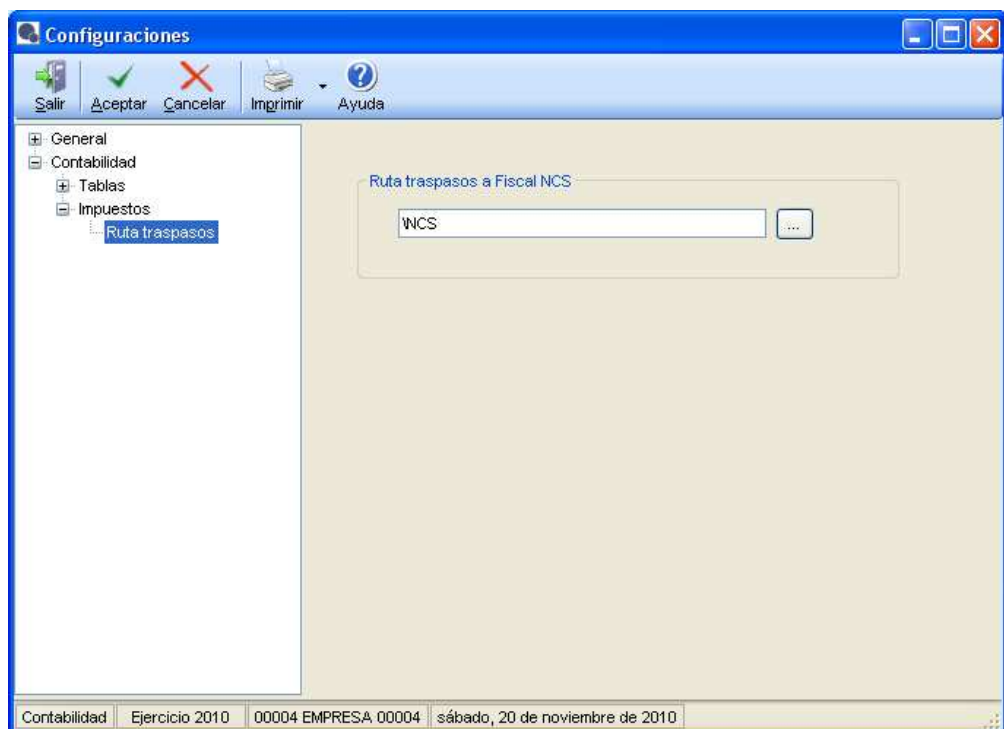 Configuraciones
Salir Aceptar Cancelar Imprimir Ayuda
General
Contabilidad
Tablas
Impuestos
Ruta traspasos
Ruta traspasos a Fiscal NCS
\NCS
...
Contabilidad Ejercicio 2010 00004 EMPRESA 00004 sábado, 20 de noviembre de 2010